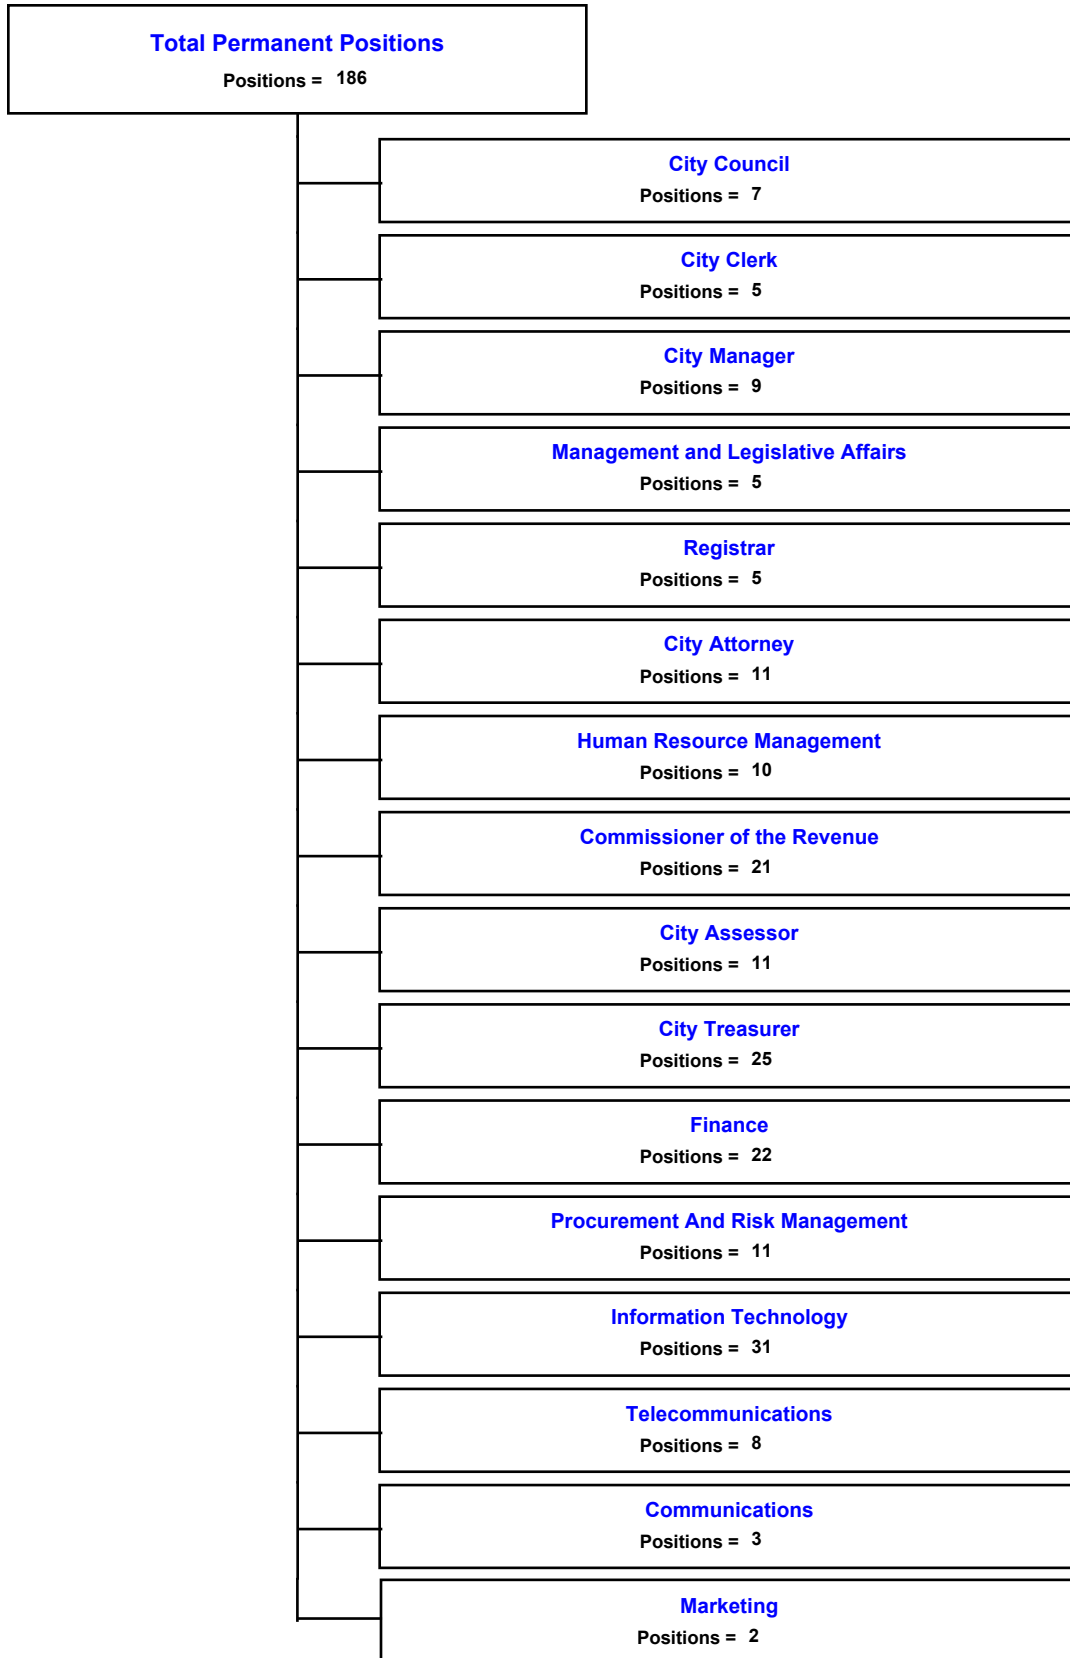 Total Permanent Positions
Positions = 186
City Council
Positions = 7
City Clerk
Positions = 5
City Manager
Positions = 9
Management and Legislative Affairs
Positions = 5
Registrar
Positions = 5
City Attorney
Positions = 11
Human Resource Management
Positions = 10
Commissioner of the Revenue
Positions = 21
City Assessor
Positions = 11
City Treasurer
Positions = 25
Finance
Positions = 22
Procurement And Risk Management
Positions = 11
Information Technology
Positions = 31
Telecommunications
Positions = 8
Communications
Positions = 3
Marketing
Positions = 2